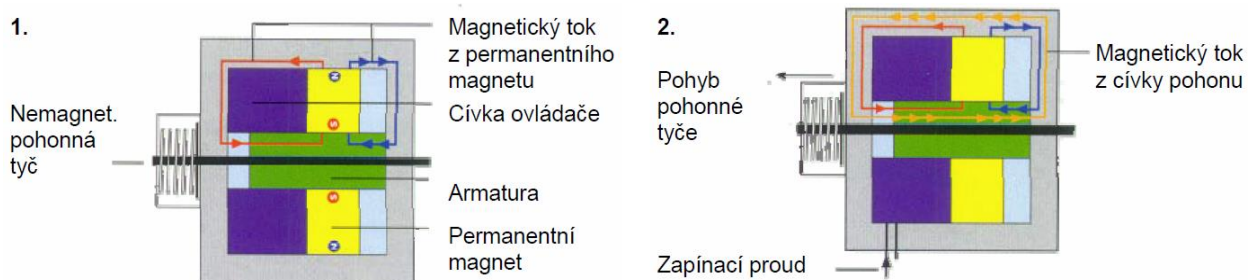 1.
Magnetický tok
z permanentního
magnetu
Cívka ovládače
Nemagnet.
pohonná
tyč
Armatura
Permanentní
magnet
N
S
S
N
2.
Magnetický tok
z cívky pohonu
Pohyb
pohonné
tyče
Zapínací proud